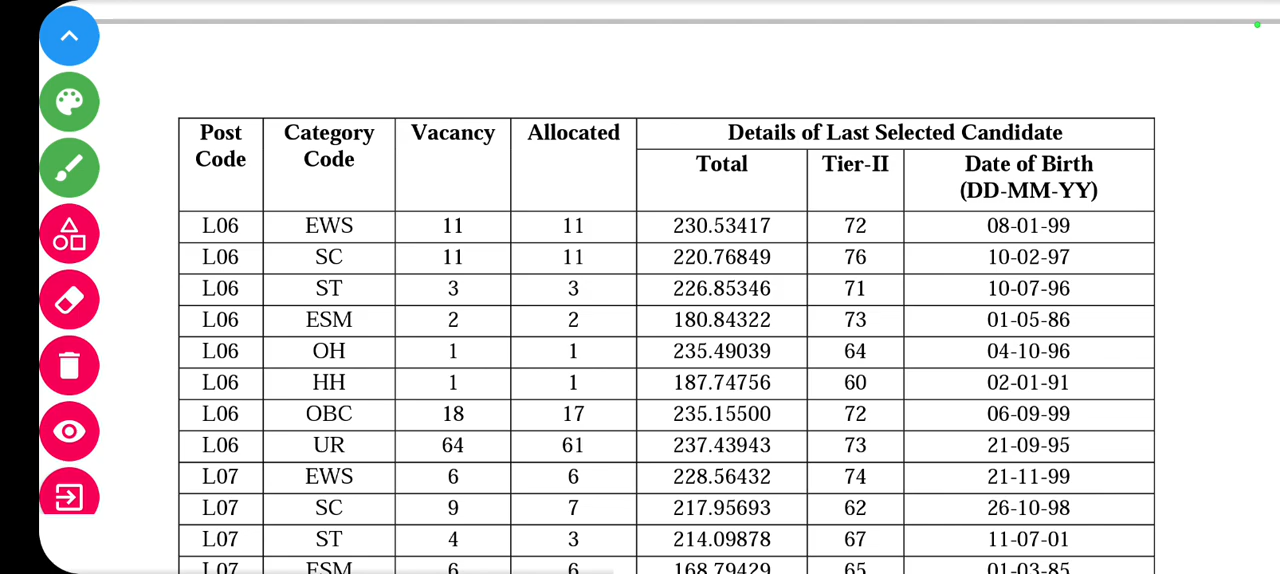 Post Code Category Code Vacancy Allocated Details of Last Selected Candidate
Total Tier-II Date of Birth (DD-MM-YY)
L06 EWS 11 11 230.53417 72 08-01-99
L06 SC 11 11 220.76849 76 10-02-97
L06 ST 3 3 226.85346 71 10-07-96
L06 ESM 2 2 180.84322 73 01-05-86
L06 OH 1 1 235.49039 64 04-10-96
L06 HH 1 1 187.74756 60 02-01-91
L06 OBC 18 17 235.15500 72 06-09-99
L06 UR 64 61 237.43943 73 21-09-95
L07 EWS 6 6 228.56432 74 21-11-99
L07 SC 9 7 217.95693 62 26-10-98
L07 ST 4 3 214.09878 67 11-07-01
L07 ESM 6 6 168.79429 65 01-03-85